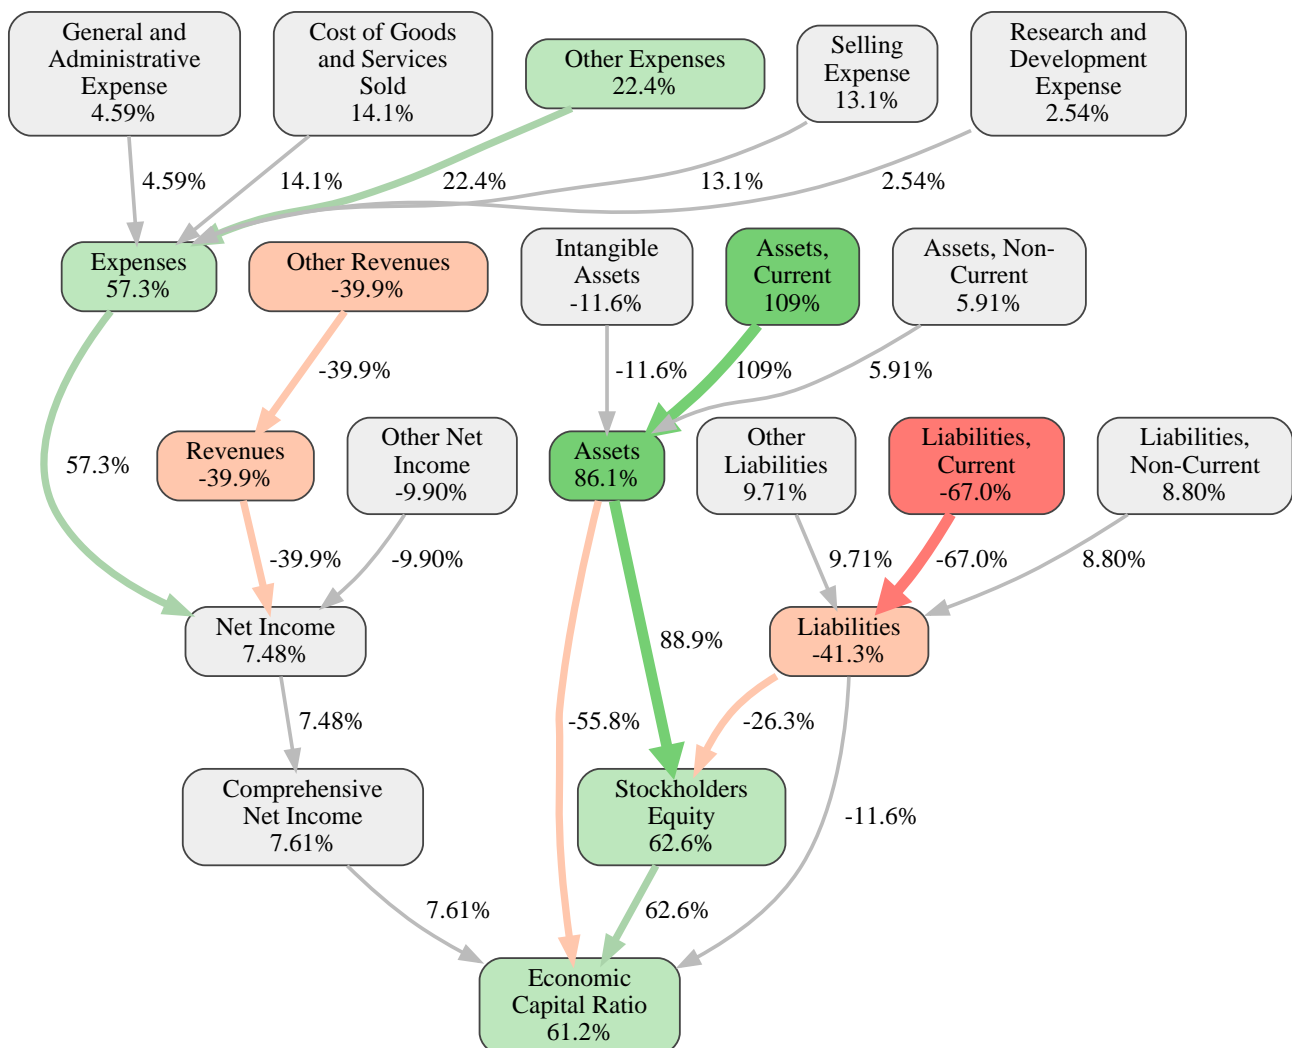 General and
Administrative
Expense
4.59%
Cost of Goods
and Services
Sold
14.1%
Other Expenses
22.4%
Selling
Expense
13.1%
Research and
Development
Expense
2.54%
4.59%
14.1%
22.4%
13.1%
2.54%
Expenses
57.3%
Other Revenues
-39.9%
Intangible
Assets
-11.6%
Assets,
Current
109%
Assets, Non-
Current
5.91%
-39.9%
-11.6%
109%
5.91%
57.3%
Revenues
-39.9%
Other Net
Income
-9.90%
Assets
86.1%
Other
Liabilities
9.71%
Liabilities,
Current
-67.0%
Liabilities,
Non-Current
8.80%
-39.9%
-9.90%
9.71%
-67.0%
8.80%
Net Income
7.48%
88.9%
Liabilities
-41.3%
7.48%
-55.8%
-26.3%
Comprehensive
Net Income
7.61%
Stockholders
Equity
62.6%
-11.6%
7.61%
62.6%
Economic
Capital Ratio
61.2%